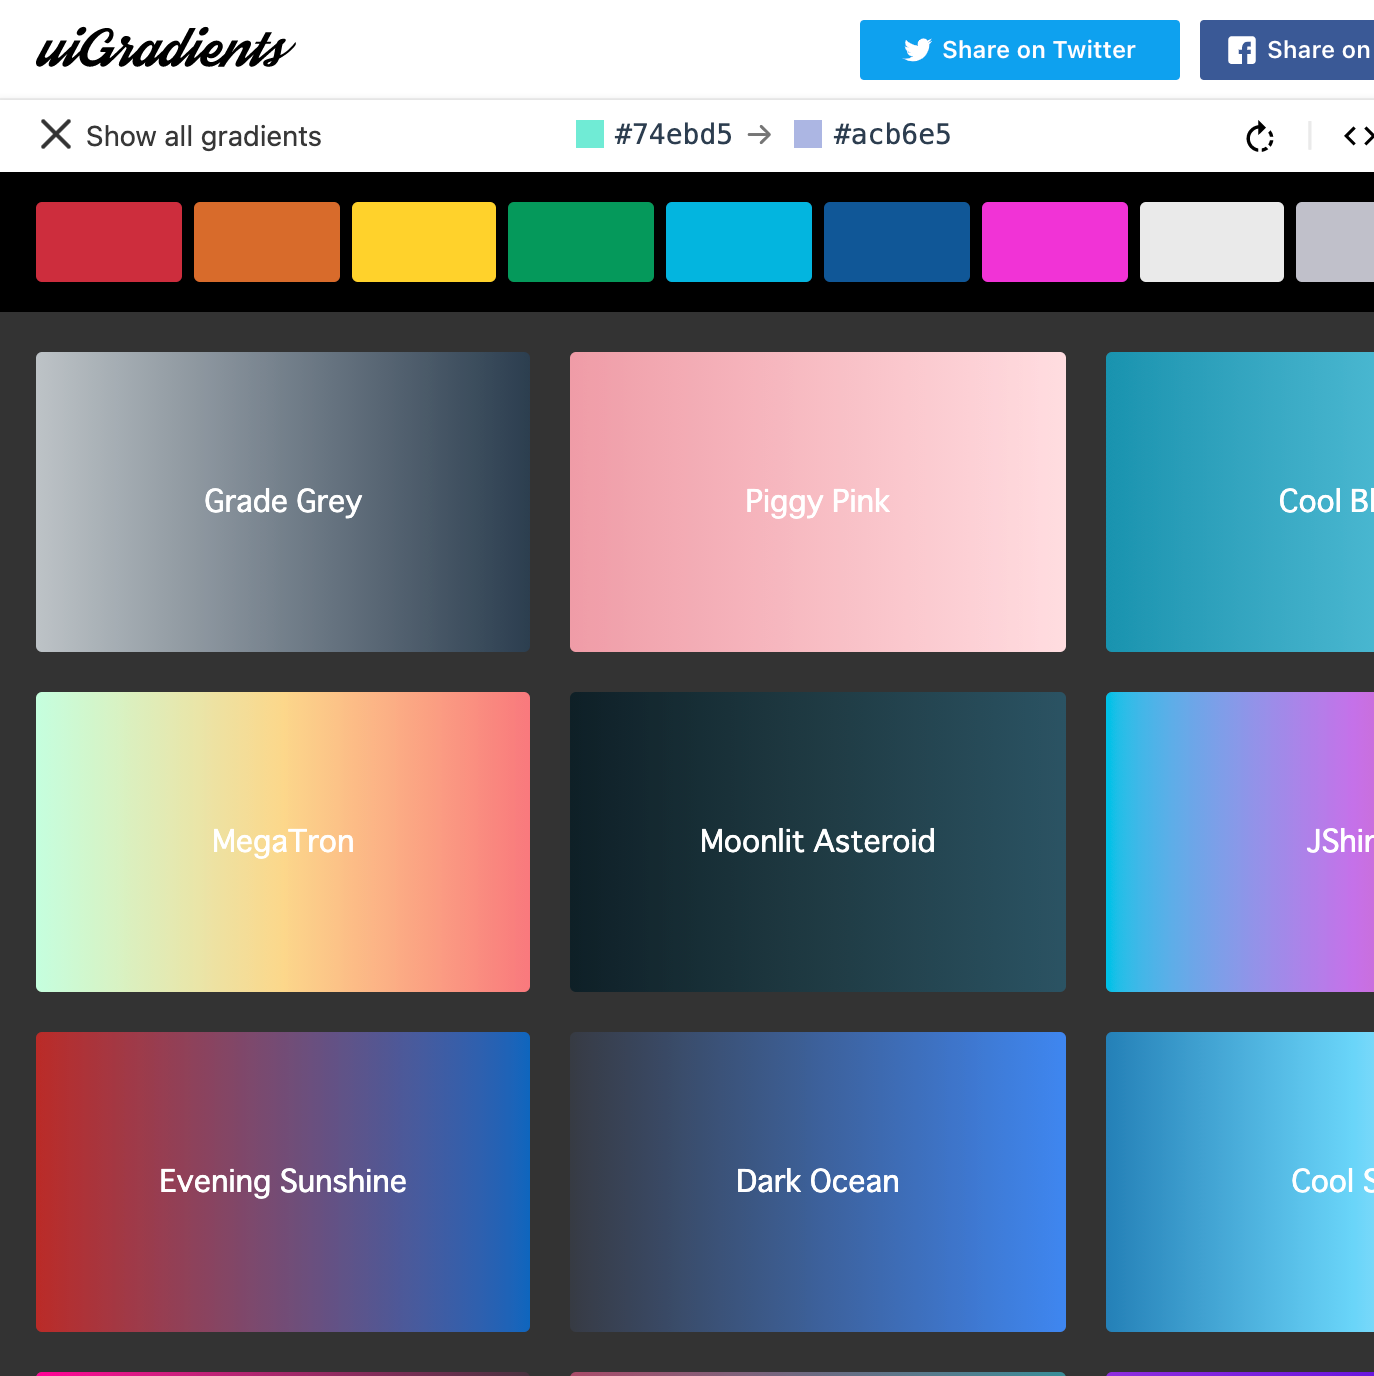 uiGradients
Share on Twitter
Share on
Show all gradients
#74ebd5 → #acb6e5
Grade Grey
Piggy Pink
Cool Bl
MegaTron
Moonlit Asteroid
JShin
Evening Sunshine
Dark Ocean
Cool S